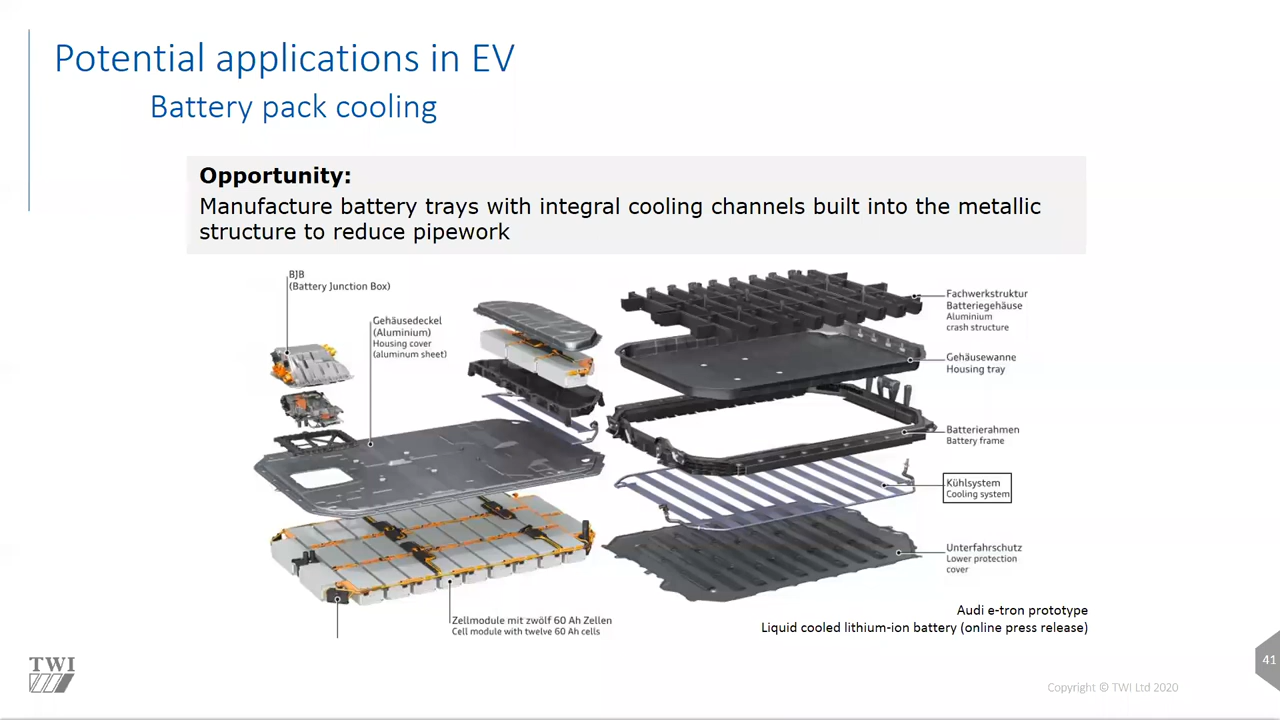 Potential applications in EV
Battery pack cooling
Opportunity:
Manufacture battery trays with integral cooling channels built into the metallic
structure to reduce pipework
BJB
(Battery Junction Box)
Gehäusedeckel
(Aluminium)
Housing cover
(aluminum sheet)
Zellmodule mit zwölf 60 Ah Zellen
Cell module with twelve 60 Ah cells
Fachwerkstruktur
Batteriegehäuse
Aluminium
crash structure
Gehäusewanne
Housing tray
Batterierahmen
Battery frame
Kühlsystem
Cooling system
Unterfahrschutz
Lower protection
cover
Audi e-tron prototype
Liquid cooled lithium-ion battery (online press release)
TWI
Copyright © TWI Ltd 2020
41